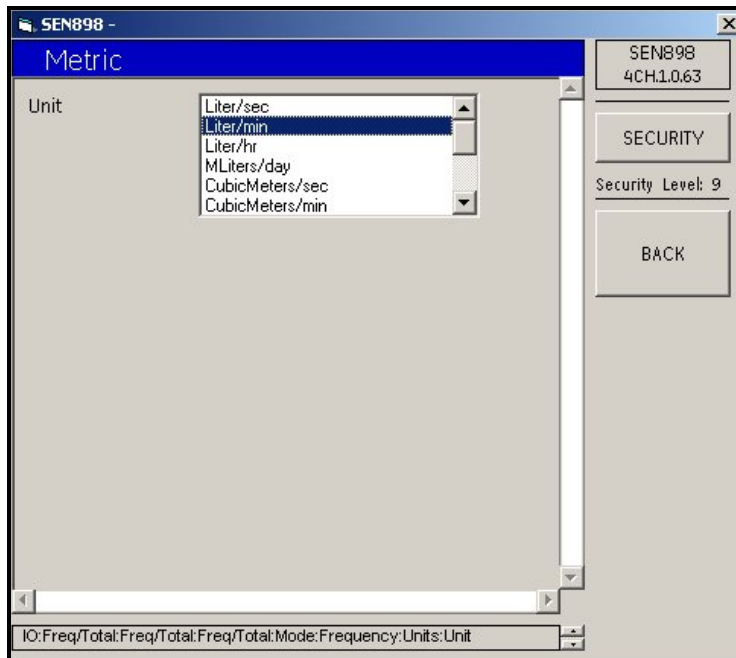 SEN898 -
Metric
SEN898
4CH.1.0.63
Unit
Liter/sec
Liter/min
Liter/hr
MLiters/day
CubicMeters/sec
CubicMeters/min
SECURITY
Security Level: 9
BACK
IO:Freq/Total:Freq/Total:Freq/Total:Mode:Frequency:Units:Unit